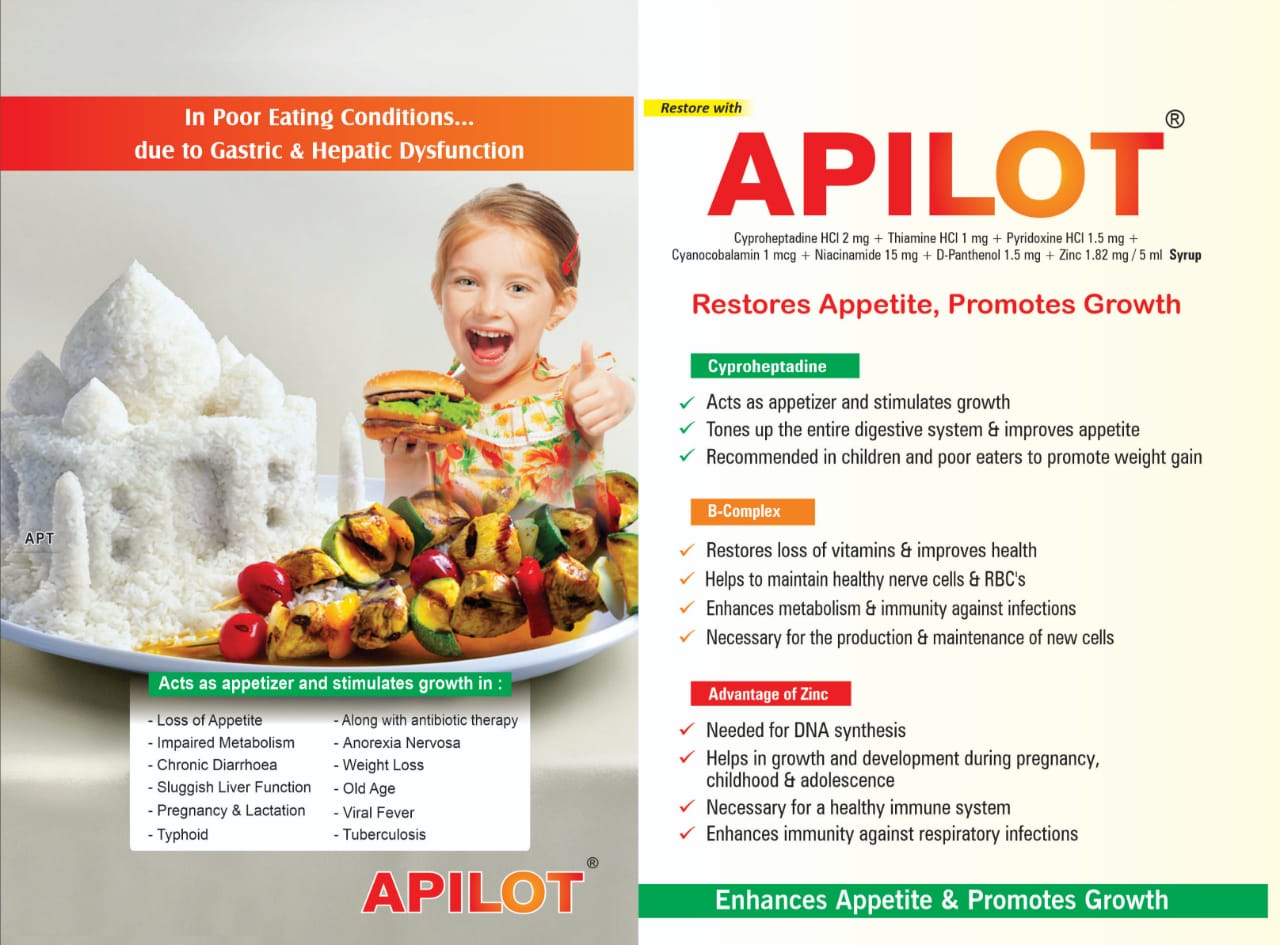 In Poor Eating Conditions...
due to Gastric & Hepatic Dysfunction
APT
Acts as appetizer and stimulates growth in :
- Loss of Appetite
- Impaired Metabolism
- Chronic Diarrhoea
- Sluggish Liver Function
- Pregnancy & Lactation
- Typhoid
- Along with antibiotic therapy
- Anorexia Nervosa
- Weight Loss
- Old Age
- Viral Fever
- Tuberculosis
APILOT®
Restore with
APILOT®
Cyproheptadine HCl 2 mg + Thiamine HCl 1 mg + Pyridoxine HCl 1.5 mg +
Cyanocobalamin 1 mcg + Niacinamide 15 mg + D-Panthenol 1.5 mg + Zinc 1.82 mg / 5 ml Syrup
Restores Appetite, Promotes Growth
Cyproheptadine
✓ Acts as appetizer and stimulates growth
✓ Tones up the entire digestive system & improves appetite
✓ Recommended in children and poor eaters to promote weight gain
B-Complex
✓ Restores loss of vitamins & improves health
✓ Helps to maintain healthy nerve cells & RBC's
✓ Enhances metabolism & immunity against infections
✓ Necessary for the production & maintenance of new cells
Advantage of Zinc
✓ Needed for DNA synthesis
✓ Helps in growth and development during pregnancy,
childhood & adolescence
✓ Necessary for a healthy immune system
✓ Enhances immunity against respiratory infections
Enhances Appetite & Promotes Growth